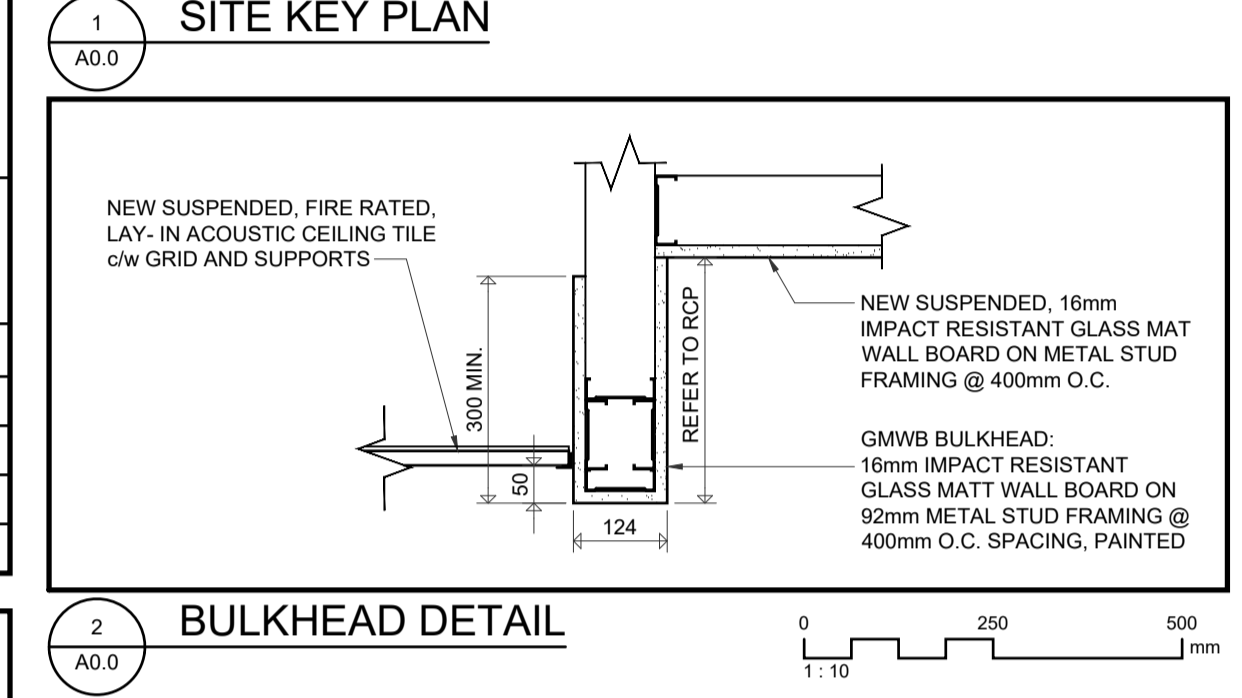 1
A0.0
SITE KEY PLAN
NEW SUSPENDED, FIRE RATED,
LAY- IN ACOUSTIC CEILING TILE
c/w GRID AND SUPPORTS
300 MIN.
50
124
REFER TO RCP
NEW SUSPENDED, 16mm
IMPACT RESISTANT GLASS MAT
WALL BOARD ON METAL STUD
FRAMING @ 400mm O.C.
GMWB BULKHEAD:
16mm IMPACT RESISTANT
GLASS MATT WALL BOARD ON
92mm METAL STUD FRAMING @
400mm O.C. SPACING, PAINTED
2
A0.0
BULKHEAD DETAIL
0 250 500
mm
1 : 10